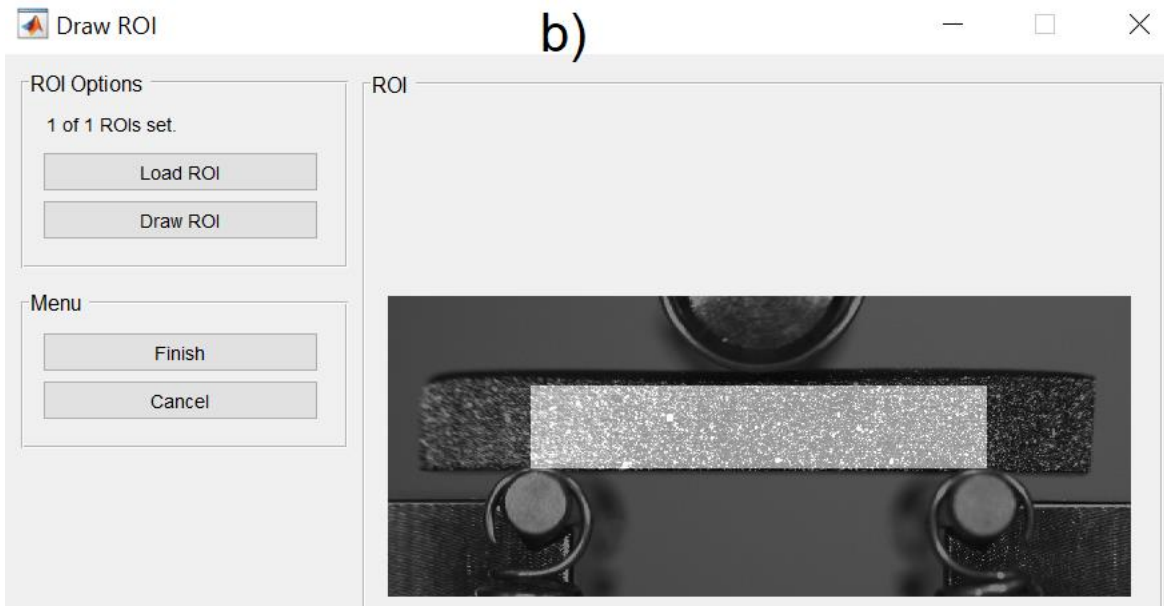 Draw ROI
b)
ROI Options
1 of 1 ROIs set.
Load ROI
Draw ROI
Menu
Finish
Cancel
ROI